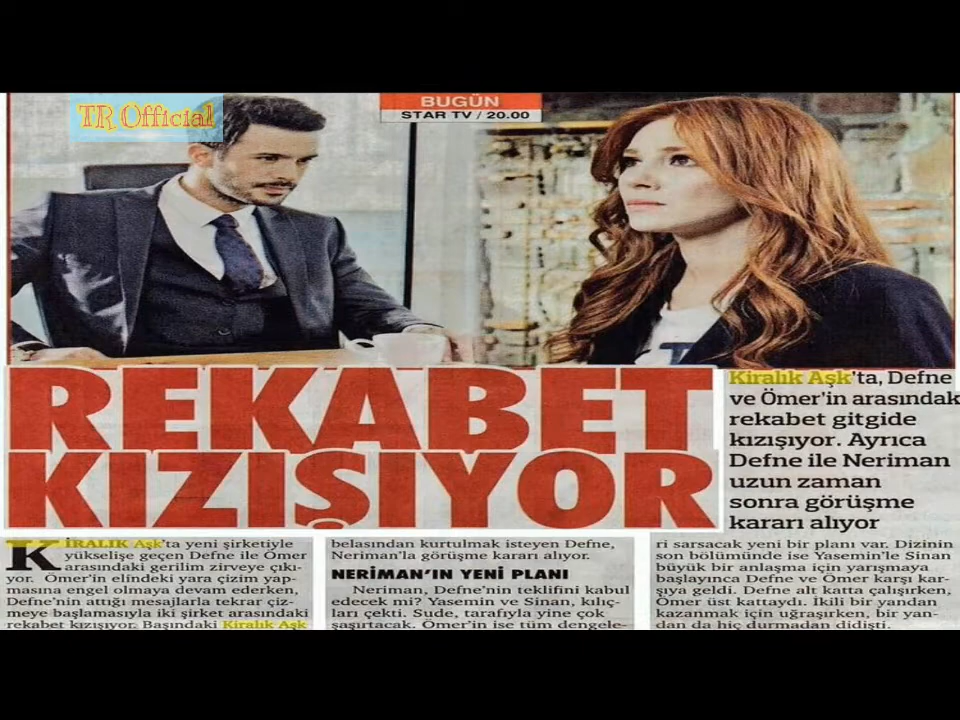 TR Official
BUGÜN
STAR TV / 20.00
REKABET
KIZIŞIYOR
Kiralık Aşk'ta, Defne
ve Ömer'in arasındaki
rekabet gitgide
kızışıyor. Ayrıca
Defne ile Neriman
uzun zaman
sonra görüşme
kararı alıyor
KİRALIK Aşk'ta yeni şirketiyle
yükselişe geçen Defne ile Ömer
arasındaki gerilim zirveye çıkı-
yor. Ömer'in elindeki yara çizim yap-
masına engel olmaya devam ederken,
Defne'nin attığı mesajlarla tekrar çiz-
meye başlamasıyla iki şirket arasındaki
rekabet kızışıyor. Başındaki Kiralık Aşk
belasından kurtulmak isteyen Defne,
Neriman'la görüşme kararı alıyor.
NERİMAN'IN YENİ PLANI
Neriman, Defne'nin teklifini kabul
edecek mi? Yasemin ve Sinan, kılıç-
ları çekti. Sude, tarafıyla yine çok
şaşırtacak. Ömer'in ise tüm dengele-
ri sarsacak yeni bir planı var. Dizinin
son bölümünde ise Yasemin'le Sinan
büyük bir anlaşma için yarışmaya
başlayınca Defne ve Ömer karşı kar-
şıya geldi. Defne alt katta çalışırken,
Ömer üst kattaydı. İkili bir yandan
kazanmak için uğraşırken, bir yan-
dan da hiç durmadan didişti.